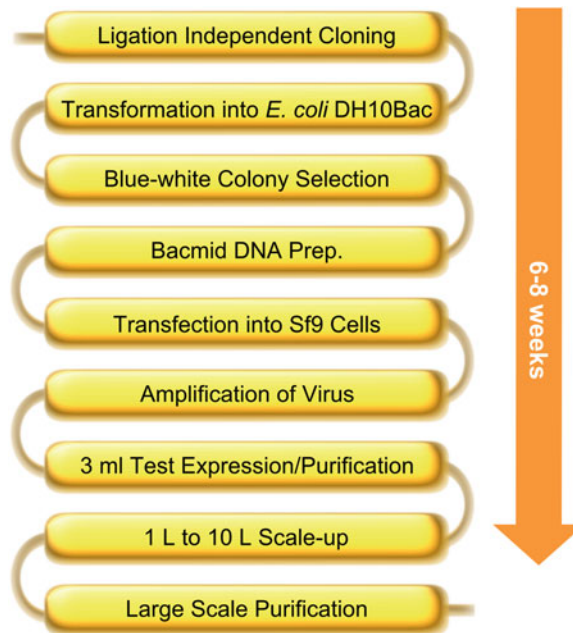 Ligation Independent Cloning
Transformation into E. coli DH10Bac
Blue-white Colony Selection
Bacmid DNA Prep.
Transfection into Sf9 Cells
Amplification of Virus
3 ml Test Expression/Purification
1 L to 10 L Scale-up
Large Scale Purification
6-8 weeks